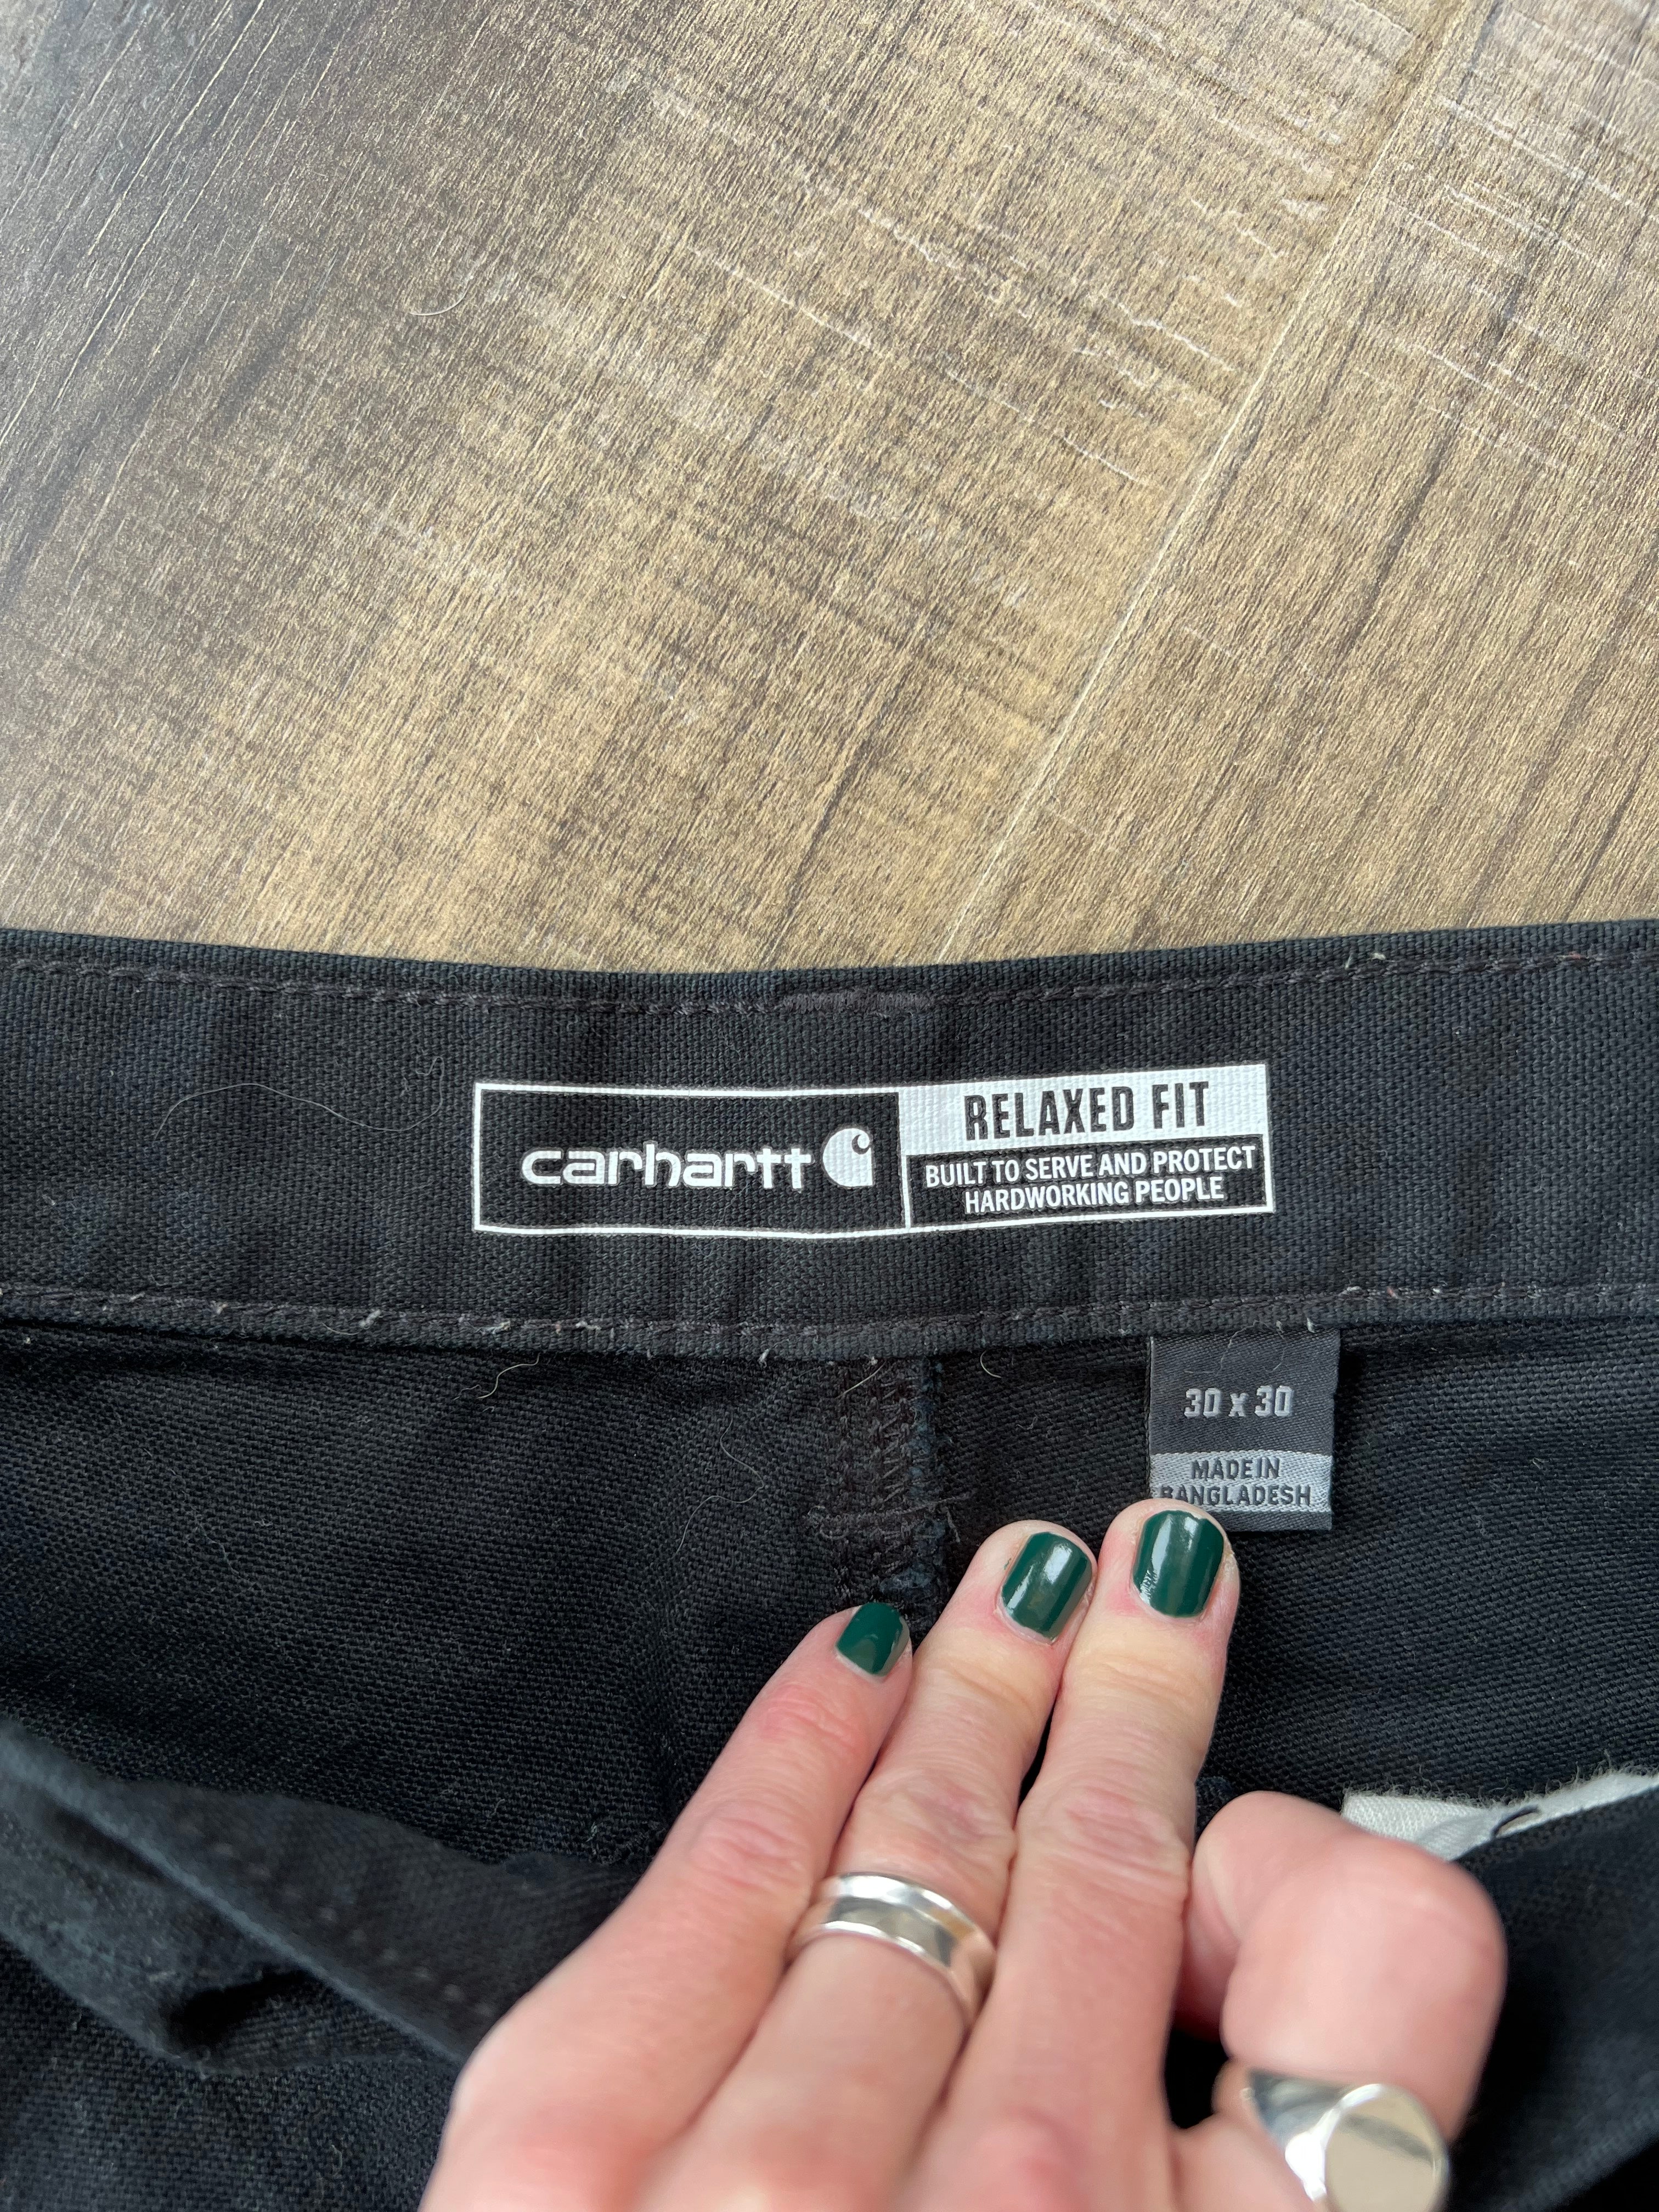 carhartt
RELAXED FIT
BUILT TO SERVE AND PROTECT
HARDWORKING PEOPLE
30 x 30
MADE IN
BANGLADESH